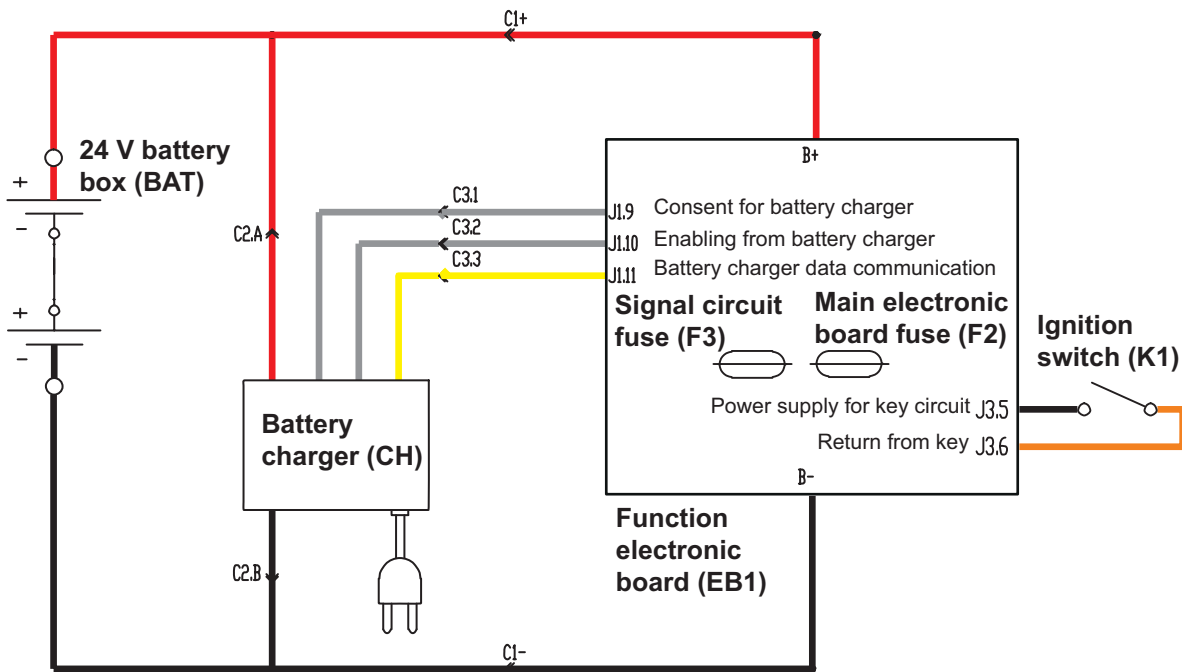 C1+
24 V battery
box (BAT)
+
-
+
-
C2.A
C3.1
C3.2
C3.3
B+
J1.9 Consent for battery charger
J1.10 Enabling from battery charger
J1.11 Battery charger data communication
Signal circuit
fuse (F3)
Main electronic
board fuse (F2)
Ignition
switch (K1)
Power supply for key circuit J3.5
Return from key J3.6
B-
Battery
charger (CH)
Function
electronic
board (EB1)
C2.B
C1-